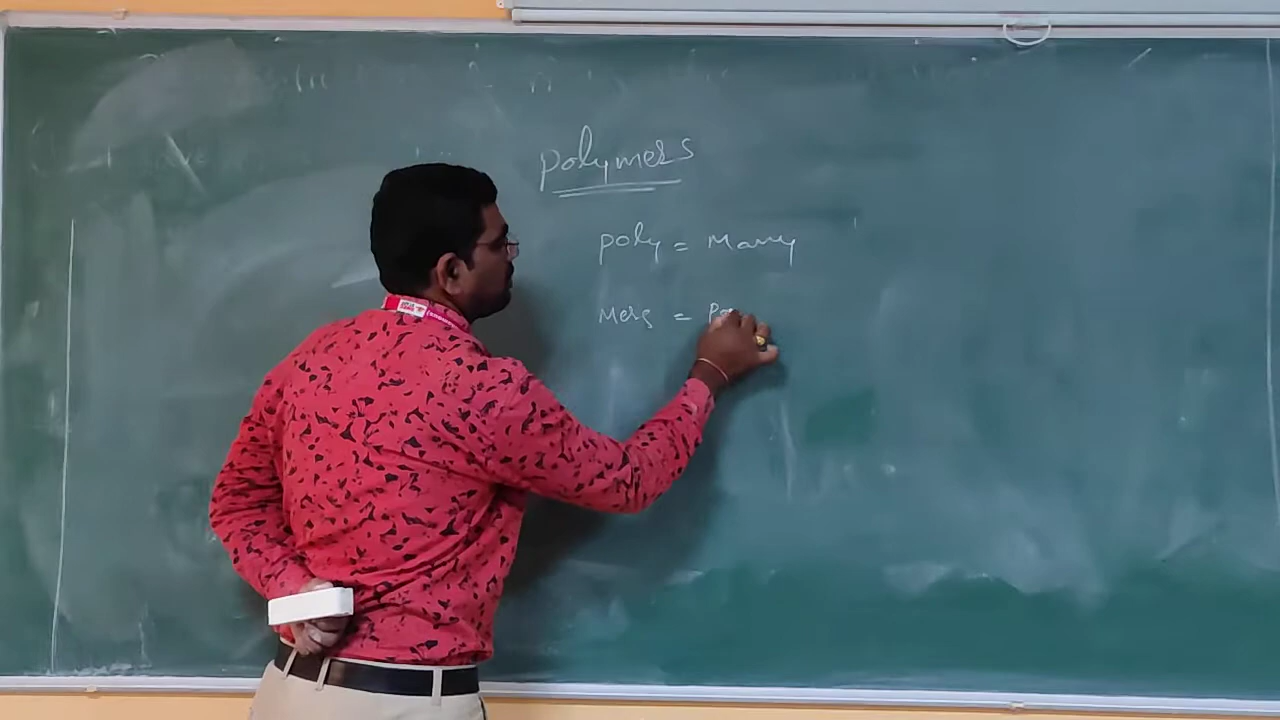 polymers
poly = Many
Mers =